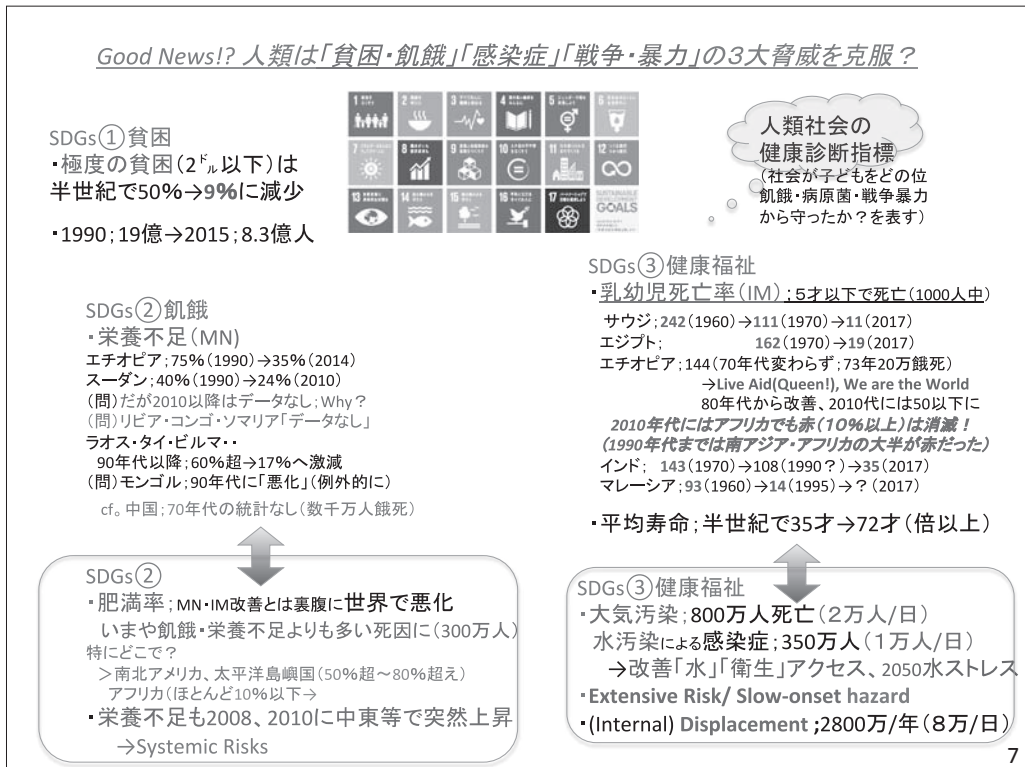 Good News!? 人類は「貧困・飢餓」「感染症」「戦争・暴力」の3大脅威を克服？
SDGs①貧困
・極度の貧困(2ドル以下)は
半世紀で50%→9%に減少
・1990；19億→2015；8.3億人
1
2
3
4
5
6
7
8
9
10
11
12
13
14
15
16
17
GOALS
人類社会の
健康診断指標
(社会が子どもをどの位
飢餓・病原菌・戦争暴力
から守ったか？を表す)
SDGs②飢餓
・栄養不足(MN)
エチオピア；75%(1990)→35%(2014)
スーダン；40%(1990)→24%(2010)
(問)だが2010以降はデータなし；Why？
(問)リビア・コンゴ・ソマリア「データなし」
ラオス・タイ・ビルマ・・
90年代以降；60%超→17%へ激減
(問)モンゴル；90年代に「悪化」(例外的に)
cf。中国；70年代の統計なし(数千万人餓死)
SDGs③健康福祉
・乳幼児死亡率(IM)；5才以下で死亡(1000人中)
サウジ；242(1960)→111(1970)→11(2017)
エジプト； 162(1970)→19(2017)
エチオピア；144(70年代変わらず；73年20万餓死)
→Live Aid(Queen!), We are the World
80年代から改善、2010年代には50以下に
2010年代にはアフリカでも赤(10%以上)は消滅！
(1990年代までは南アジア・アフリカの大半が赤だった)
インド； 143(1970)→108(1990？)→35(2017)
マレーシア；93(1960)→14(1995)→？(2017)
・平均寿命；半世紀で35才→72才(倍以上)
SDGs②
・肥満率；MN・IM改善とは裏腹に世界で悪化
いまや飢餓・栄養不足よりも多い死因に(300万人)
特にどこで？
＞南北アメリカ、太平洋島嶼国(50%超～80%超え)
アフリカ(ほとんど10%以下→
・栄養不足も2008、2010に中東等で突然上昇
→Systemic Risks
SDGs③健康福祉
・大気汚染；800万人死亡(2万人/日)
水汚染による感染症；350万人(1万人/日)
→改善「水」「衛生」アクセス、2050水ストレス
・Extensive Risk/ Slow-onset hazard
・(Internal) Displacement ;2800万/年(8万/日)
7